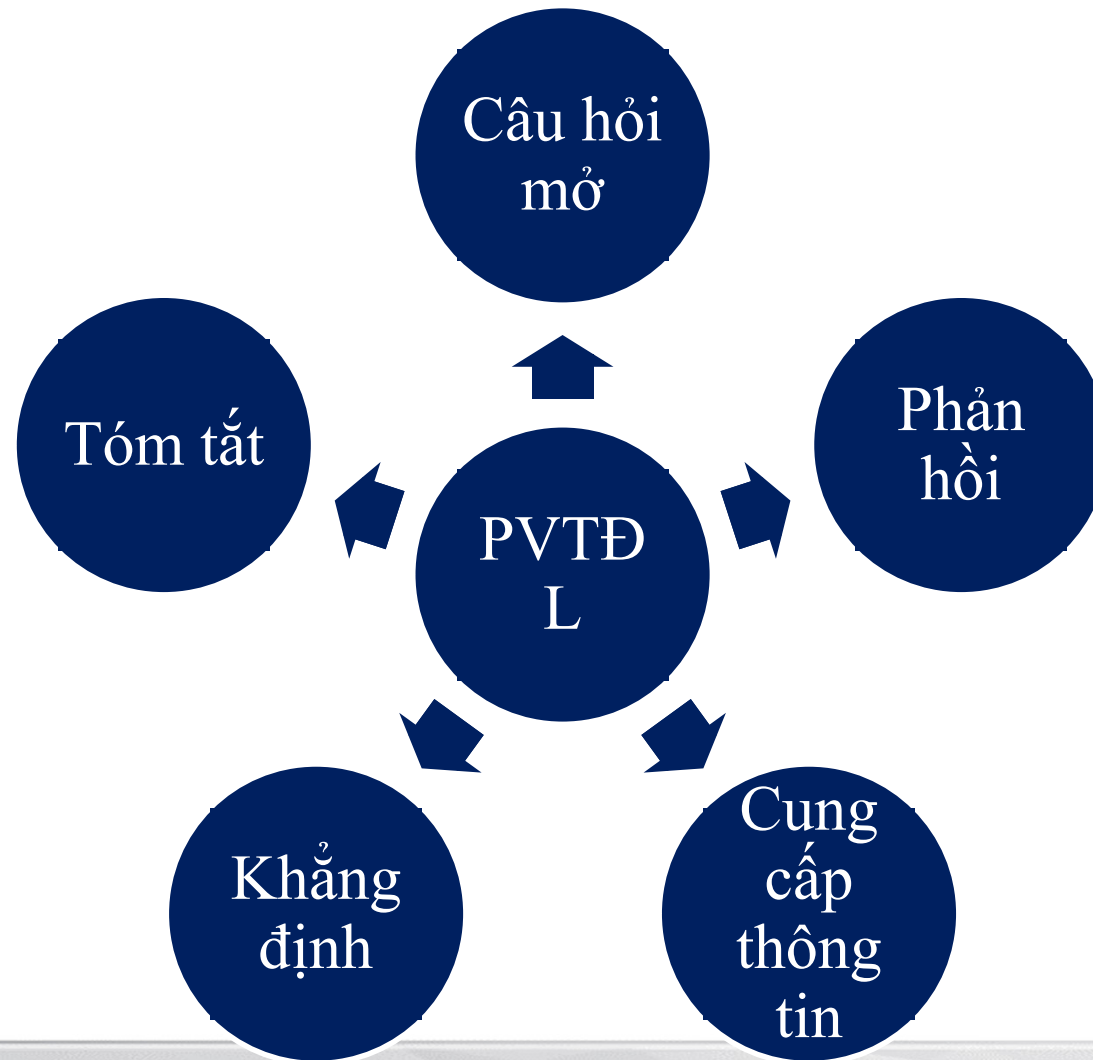 Câu hỏi
mở
Tóm tắt
Phản
hồi
PVTĐ
L
Khẳng
định
Cung
cấp
thông
tin